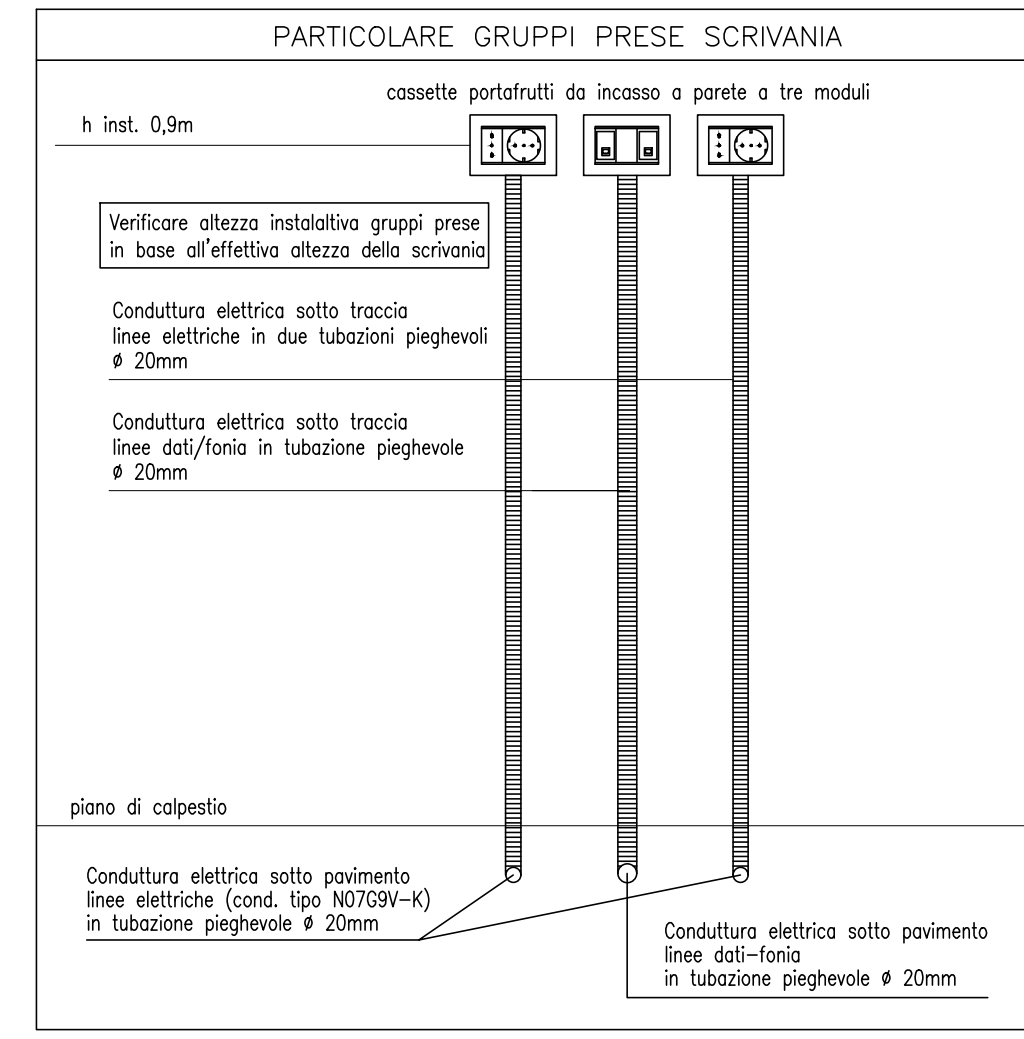 PARTICOLARE GRUPPI PRESE SCRIVANIA
cassette portafrutti da incasso a parete a tre moduli
h inst. 0,9m
Verificare altezza instalaltiva gruppi prese
in base all'effettiva altezza della scrivania
Conduttura elettrica sotto traccia
linee elettriche in due tubazioni pieghevoli
ø 20mm
Conduttura elettrica sotto traccia
linee dati/fonia in tubazione pieghevole
ø 20mm
piano di calpestio
Conduttura elettrica sotto pavimento
linee elettriche (cond. tipo N07G9V-K)
in tubazione pieghevole ø 20mm
Conduttura elettrica sotto pavimento
linee dati-fonia
in tubazione pieghevole ø 20mm